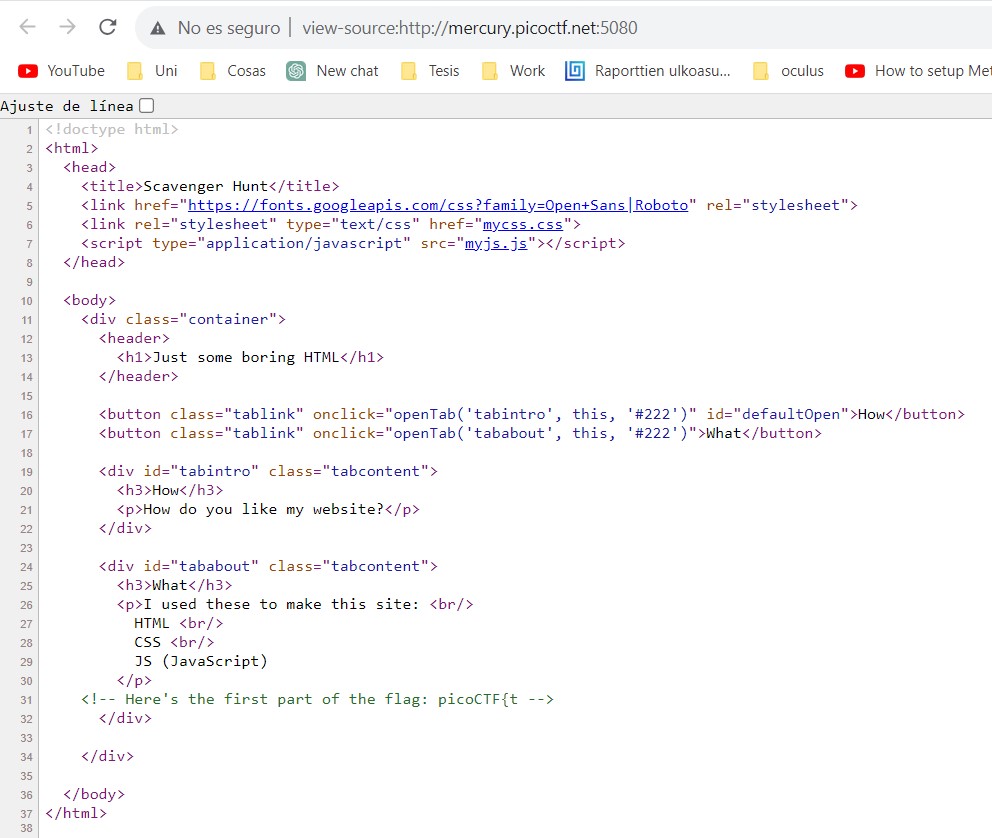 No es seguro | view-source:http://mercury.picoctf.net:5080
YouTube Uni Cosas New chat Tesis Work Raporttien ulkoasu... oculus How to setup Met
Ajuste de línea
1 <!doctype html>
2 <html>
3 <head>
4 <title>Scavenger Hunt</title>
5 <link href="https://fonts.googleapis.com/css?family=Open+Sans|Roboto" rel="stylesheet">
6 <link rel="stylesheet" type="text/css" href="mycss.css">
7 <script type="application/javascript" src="myjs.js"></script>
8 </head>
9
10 <body>
11 <div class="container">
12 <header>
13 <h1>Just some boring HTML</h1>
14 </header>
15
16 <button class="tablink" onclick="openTab('tabintro', this, '#222')" id="defaultOpen">How</button>
17 <button class="tablink" onclick="openTab('tababout', this, '#222')">What</button>
18
19 <div id="tabintro" class="tabcontent">
20 <h3>How</h3>
21 <p>How do you like my website?</p>
22 </div>
23
24 <div id="tababout" class="tabcontent">
25 <h3>What</h3>
26 <p>I used these to make this site: <br/>
27 HTML <br/>
28 CSS <br/>
29 JS (JavaScript)
30 </p>
31 <!-- Here's the first part of the flag: picoCTF{t -->
32 </div>
33
34 </div>
35
36 </body>
37 </html>
38